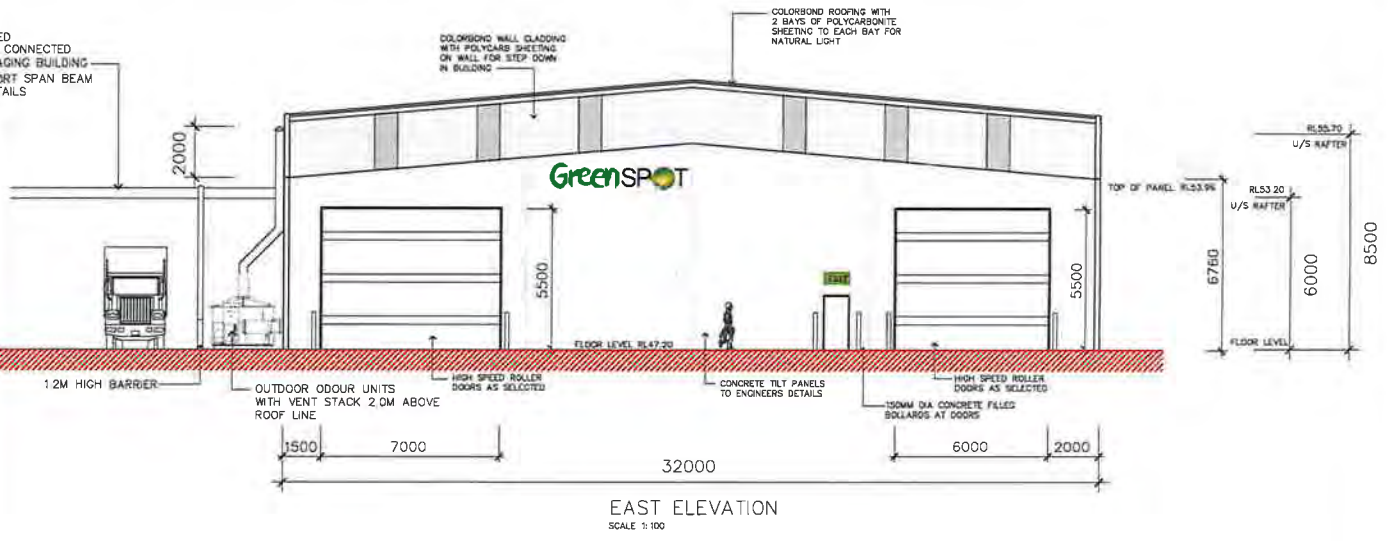 ED
CONNECTED
AGING BUILDING
ORT SPAN BEAM
TAILS
COLORBOND WALL CLADDING
WITH POLYCARB SHEETING
ON WALL FOR STEP DOWN
IN BUILDING
COLORBOND ROOFING WITH
2 BAYS OF POLYCARBONITE
SHEETING TO EACH BAY FOR
NATURAL LIGHT
2000
GreenSPOT
RL55.70
U/S RAFTER
TOP OF PANEL RL53.96
RL53.20
U/S RAFTER
5500
EXIT
5500
6760
6000
8500
FLOOR LEVEL RL47.20
FLOOR LEVEL
1.2M HIGH BARRIER
OUTDOOR ODOUR UNITS
WITH VENT STACK 2.0M ABOVE
ROOF LINE
HIGH SPEED ROLLER
DOORS AS SELECTED
CONCRETE TILT PANELS
TO ENGINEERS DETAILS
HIGH SPEED ROLLER
DOORS AS SELECTED
150MM DIA CONCRETE FILLED
BOLLARDS AT DOORS
1500
7000
6000
2000
32000
EAST ELEVATION
SCALE 1:100